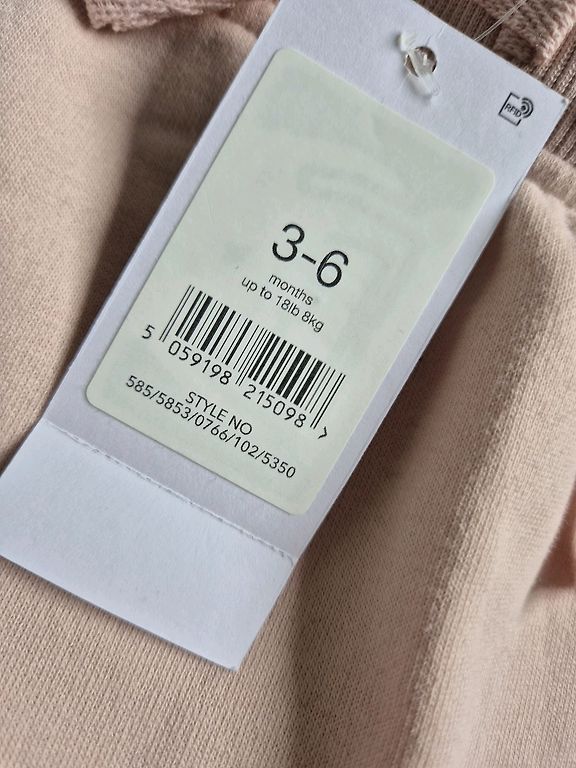 RFID
3-6
months
up to 18lb 8kg
5 059198 215098 >
STYLE NO
585/5853/0766/102/5350